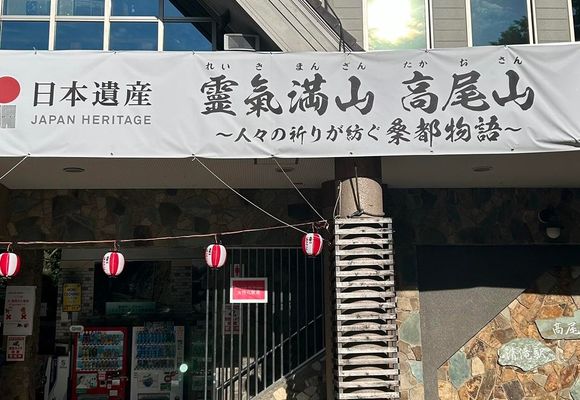 日本遺産
JAPAN HERITAGE
れいきまんざん たかおさん
霊氣満山 高尾山
～人々の祈りが紡ぐ桑都物語～
高尾
清滝駅